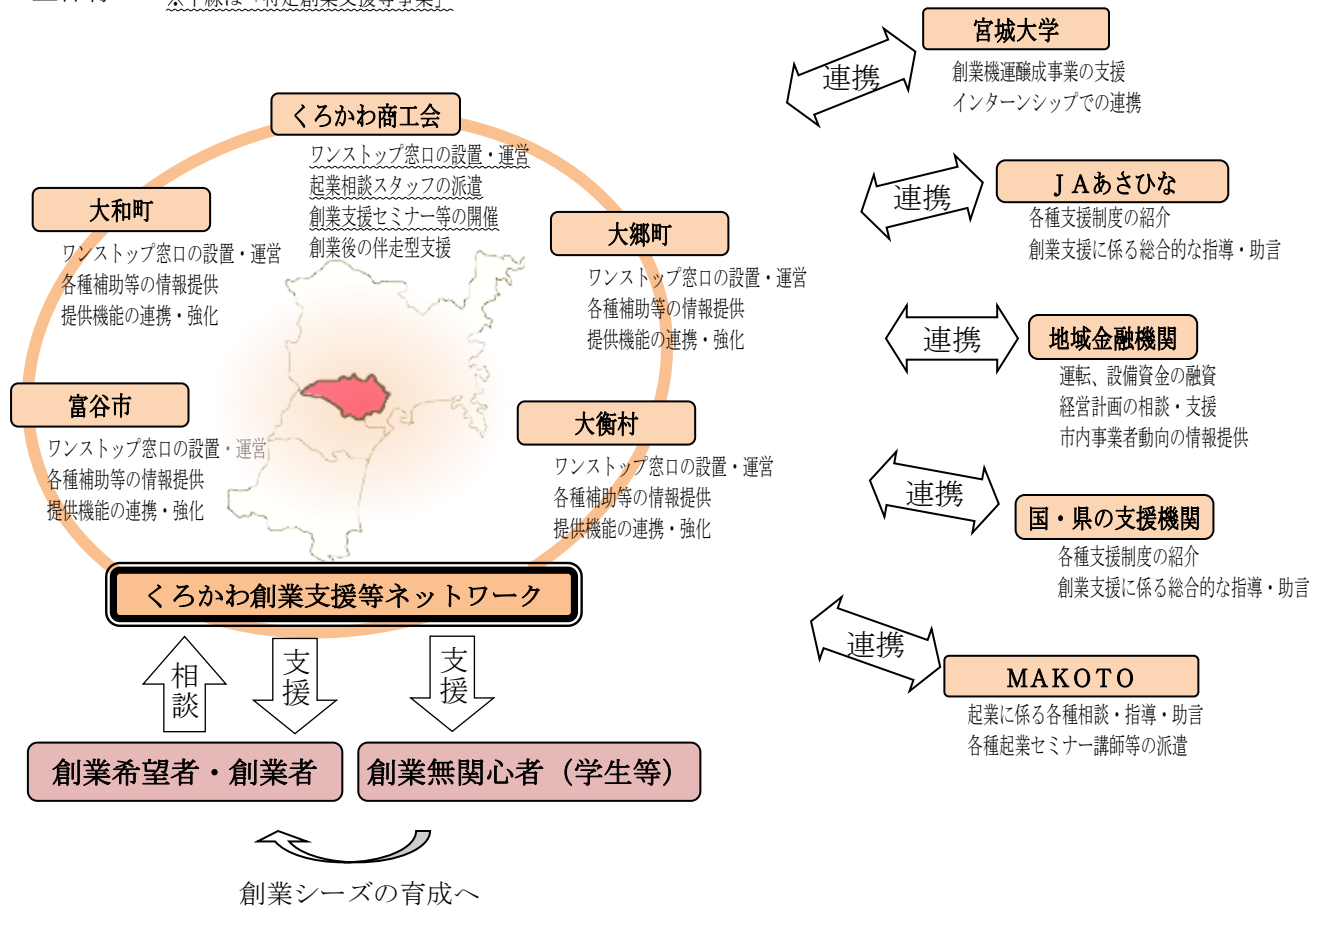 ※下線は「特定創業支援等事業」
くろかわ商工会
ワンストップ窓口の設置・運営
起業相談スタッフの派遣
創業支援セミナー等の開催
創業後の伴走型支援
大和町
ワンストップ窓口の設置・運営
各種補助等の情報提供
提供機能の連携・強化
大郷町
ワンストップ窓口の設置・運営
各種補助等の情報提供
提供機能の連携・強化
富谷市
ワンストップ窓口の設置・運営
各種補助等の情報提供
提供機能の連携・強化
大衡村
ワンストップ窓口の設置・運営
各種補助等の情報提供
提供機能の連携・強化
くろかわ創業支援等ネットワーク
相談
支援
支援
創業希望者・創業者
創業無関心者（学生等）
創業シーズの育成へ
連携
宮城大学
創業機運醸成事業の支援
インターンシップでの連携
連携
ＪＡあさひな
各種支援制度の紹介
創業支援に係る総合的な指導・助言
連携
地域金融機関
運転、設備資金の融資
経営計画の相談・支援
市内事業者動向の情報提供
連携
国・県の支援機関
各種支援制度の紹介
創業支援に係る総合的な指導・助言
連携
ＭＡＫＯＴＯ
起業に係る各種相談・指導・助言
各種起業セミナー講師等の派遣